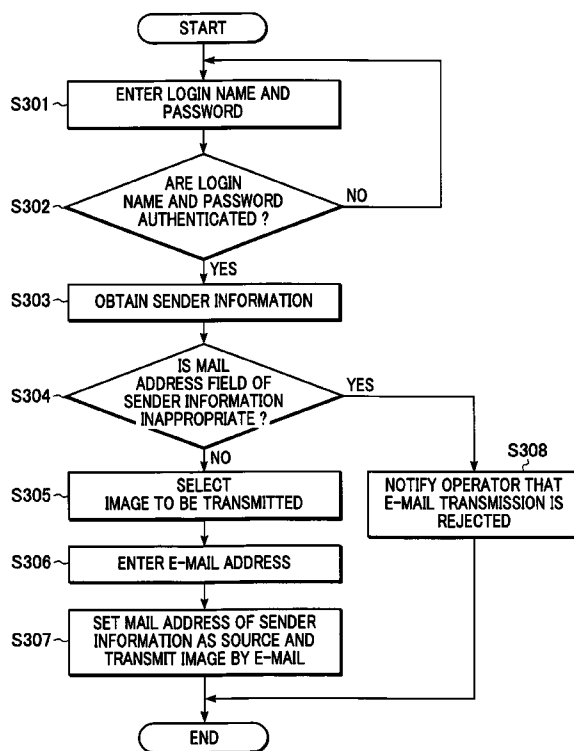 START
S301
ENTER LOGIN NAME AND
PASSWORD
S302
ARE LOGIN
NAME AND PASSWORD
AUTHENTICATED ?
NO
YES
S303
OBTAIN SENDER INFORMATION
S304
IS MAIL
ADDRESS FIELD OF
SENDER INFORMATION
INAPPROPRIATE ?
YES
NO
S305
SELECT
IMAGE TO BE TRANSMITTED
S308
NOTIFY OPERATOR THAT
E-MAIL TRANSMISSION IS
REJECTED
S306
ENTER E-MAIL ADDRESS
S307
SET MAIL ADDRESS OF SENDER
INFORMATION AS SOURCE AND
TRANSMIT IMAGE BY E-MAIL
END